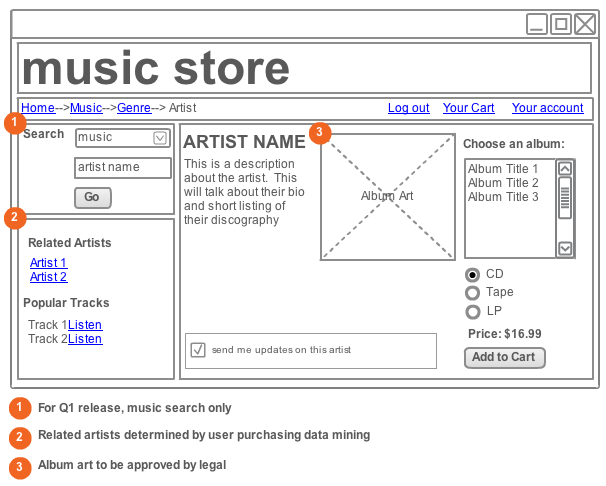 music store
Home-->Music-->Genre--> Artist
Log out Your Cart Your account
1
Search
music
artist name
Go
2
Related Artists
Artist 1
Artist 2
Popular Tracks
Track 1Listen
Track 2Listen
ARTIST NAME
This is a description
about the artist. This
will talk about their bio
and short listing of
their discography
3
Album Art
Choose an album:
Album Title 1
Album Title 2
Album Title 3
CD
Tape
LP
Price: $16.99
Add to Cart
send me updates on this artist
1 For Q1 release, music search only
2 Related artists determined by user purchasing data mining
3 Album art to be approved by legal